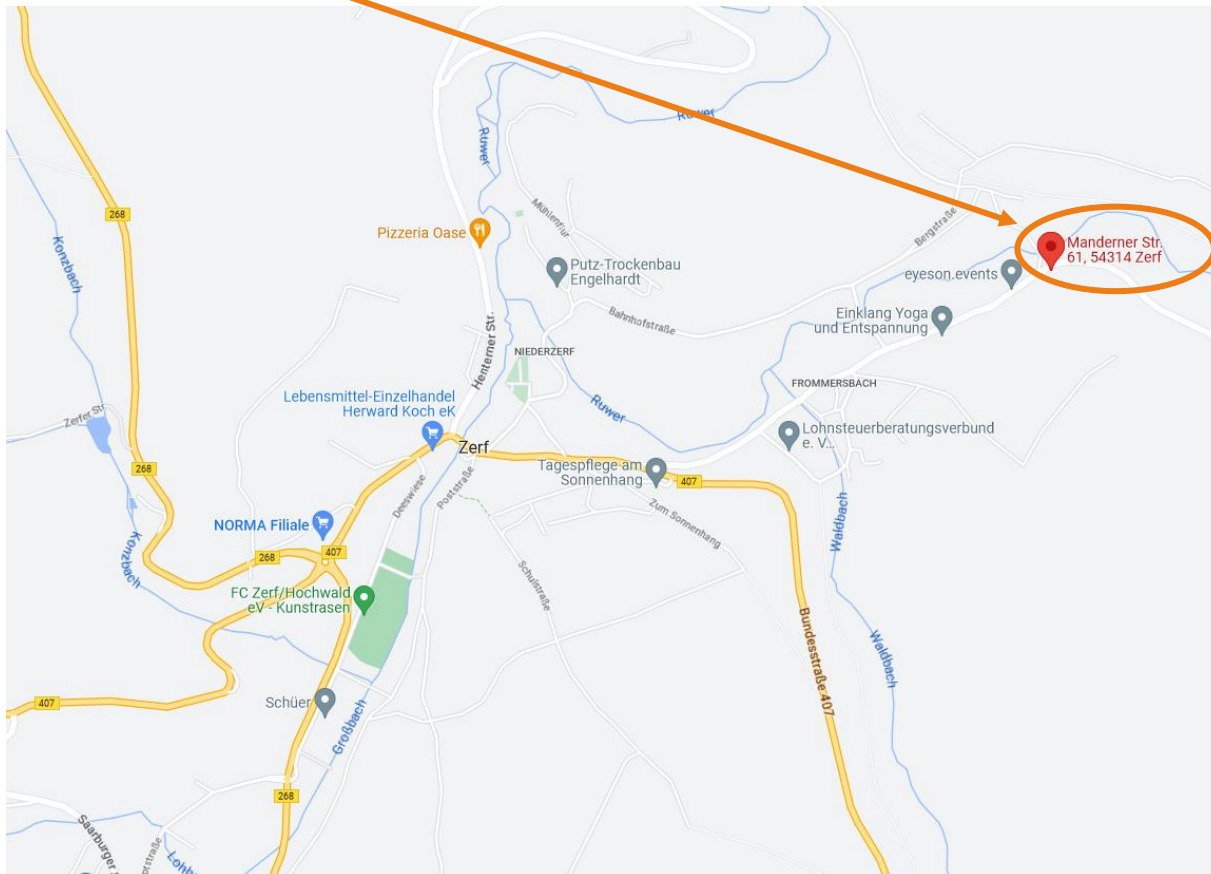 Ruwer
Ruwer
268
Konzbach
Pizzeria Oase
Mühlenflur
Putz-Trockenbau
Engelhardt
Bergstraße
Manderner Str.
61, 54314 Zerf
eyeson.events
Einklang Yoga
und Entspannung
Bahnhofstraße
Henterner Str.
NIEDERZERF
FROMMERSBACH
Lebensmittel-Einzelhandel
Herward Koch eK
Ruwer
Zerfer Str.
Zerf
Lohnsteuerberatungsverbund
e. V...
268
Tagespflege am
Sonnenhang
407
Deeswiese
Poststraße
Zum Sonnenhang
Waldbach
NORMA Filiale
Konzbach
268
407
Schulstraße
FC Zerf/Hochwald
eV - Kunstrasen
Bundesstraße 407
Waldbach
407
Schüer
Großbach
268
Saarburger
ptstraße
Lohb